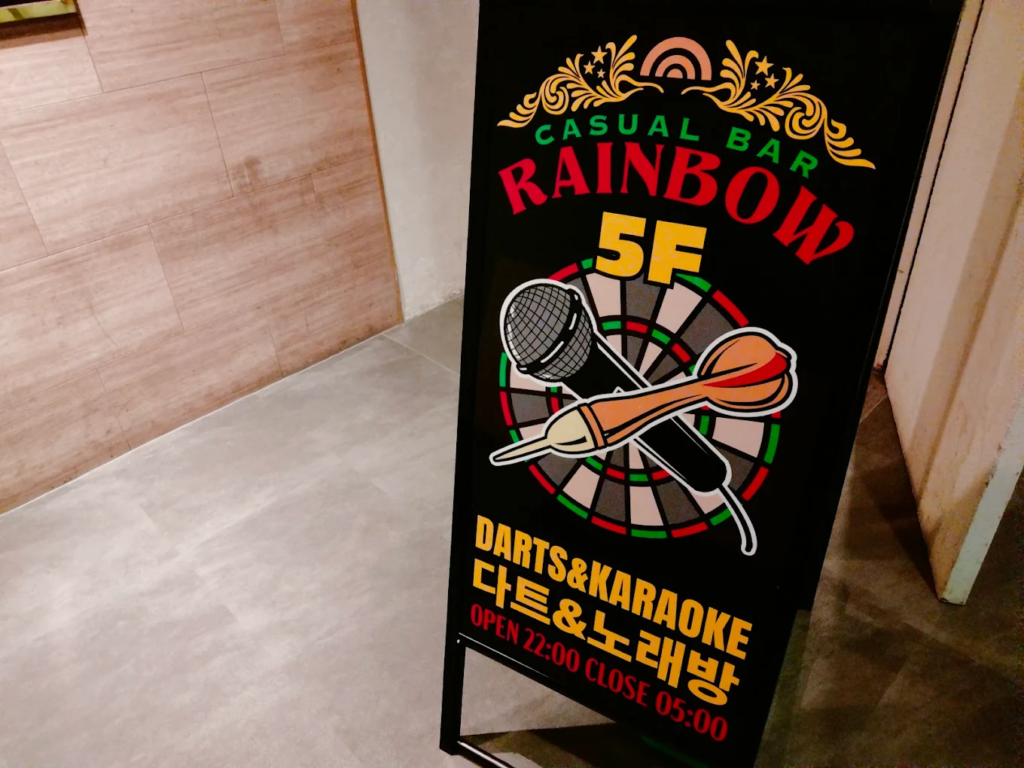 CASUAL BAR
RAINBOW
5F
DARTS&KARAOKE
다트&노래방
OPEN 22:00 CLOSE 05:00